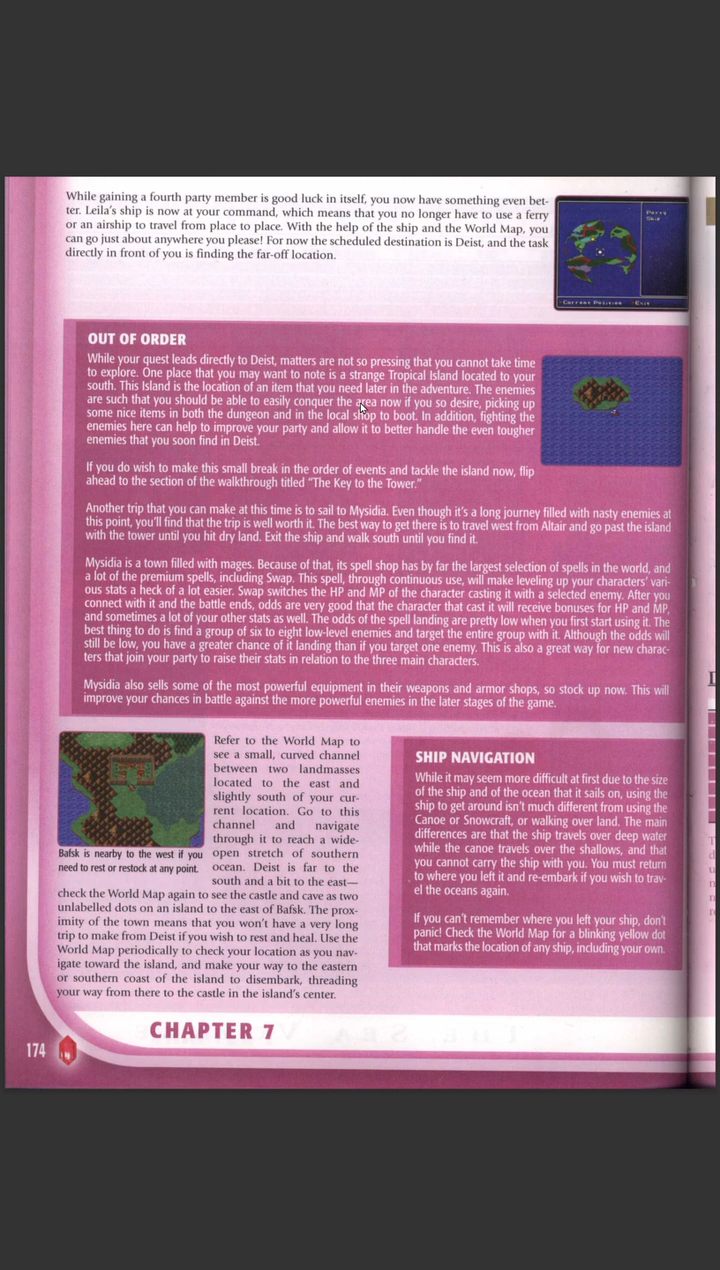 While gaining a fourth party member is good luck in itself, you now have something even bet-
ter. Leila's ship is now at your command, which means that you no longer have to use a ferry
or an airship to travel from place to place. With the help of the ship and the World Map, you
can go just about anywhere you please! For now the scheduled destination is Deist, and the task
directly in front of you is finding the far-off location.
Current Position
Exit
OUT OF ORDER
While your quest leads directly to Deist, matters are not so pressing that you cannot take time
to explore. One place that you may want to note is a strange Tropical Island located to your
south. This Island is the location of an item that you need later in the adventure. The enemies
are such that you should be able to easily conquer the area now if you so desire, picking up
some nice items in both the dungeon and in the local shop to boot. In addition, fighting the
enemies here can help to improve your party and allow it to better handle the even tougher
enemies that you soon find in Deist.
If you do wish to make this small break in the order of events and tackle the island now, flip
ahead to the section of the walkthrough titled “The Key to the Tower.”
Another trip that you can make at this time is to sail to Mysidia. Even though it's a long journey filled with nasty enemies at
this point, you'll find that the trip is well worth it. The best way to get there is to travel west from Altair and go past the island
with the tower until you hit dry land. Exit the ship and walk south until you find it.
Mysidia is a town filled with mages. Because of that, its spell shop has by far the largest selection of spells in the world, and
a lot of the premium spells, including Swap. This spell, through continuous use, will make leveling up your characters' vari-
ous stats a heck of a lot easier. Swap switches the HP and MP of the character casting it with a selected enemy. After you
connect with it and the battle ends, odds are very good that the character that cast it will receive bonuses for HP and MP,
and sometimes a lot of your other stats as well. The odds of the spell landing are pretty low when you first start using it. The
best thing to do is find a group of six to eight low-level enemies and target the entire group with it. Although the odds will
still be low, you have a greater chance of it landing than if you target one enemy. This is also a great way for new charac-
ters that join your party to raise their stats in relation to the three main characters.
Mysidia also sells some of the most powerful equipment in their weapons and armor shops, so stock up now. This will
improve your chances in battle against the more powerful enemies in the later stages of the game.
Bafsk is nearby to the west if you
need to rest or restock at any point.
Refer to the World Map to
see a small, curved channel
between two landmasses
located to the east and
slightly south of your cur-
rent location. Go to this
channel and navigate
through it to reach a wide-
open stretch of southern
ocean. Deist is far to the
south and a bit to the east—
check the World Map again to see the castle and cave as two
unlabelled dots on an island to the east of Bafsk. The prox-
imity of the town means that you won't have a very long
trip to make from Deist if you wish to rest and heal. Use the
World Map periodically to check your location as you nav-
igate toward the island, and make your way to the eastern
or southern coast of the island to disembark, threading
your way from there to the castle in the island's center.
SHIP NAVIGATION
While it may seem more difficult at first due to the size
of the ship and of the ocean that it sails on, using the
ship to get around isn't much different from using the
Canoe or Snowcraft, or walking over land. The main
differences are that the ship travels over deep water
while the canoe travels over the shallows, and that
you cannot carry the ship with you. You must return
to where you left it and re-embark if you wish to trav-
el the oceans again.
If you can't remember where you left your ship, don't
panic! Check the World Map for a blinking yellow dot
that marks the location of any ship, including your own.
CHAPTER 7
174